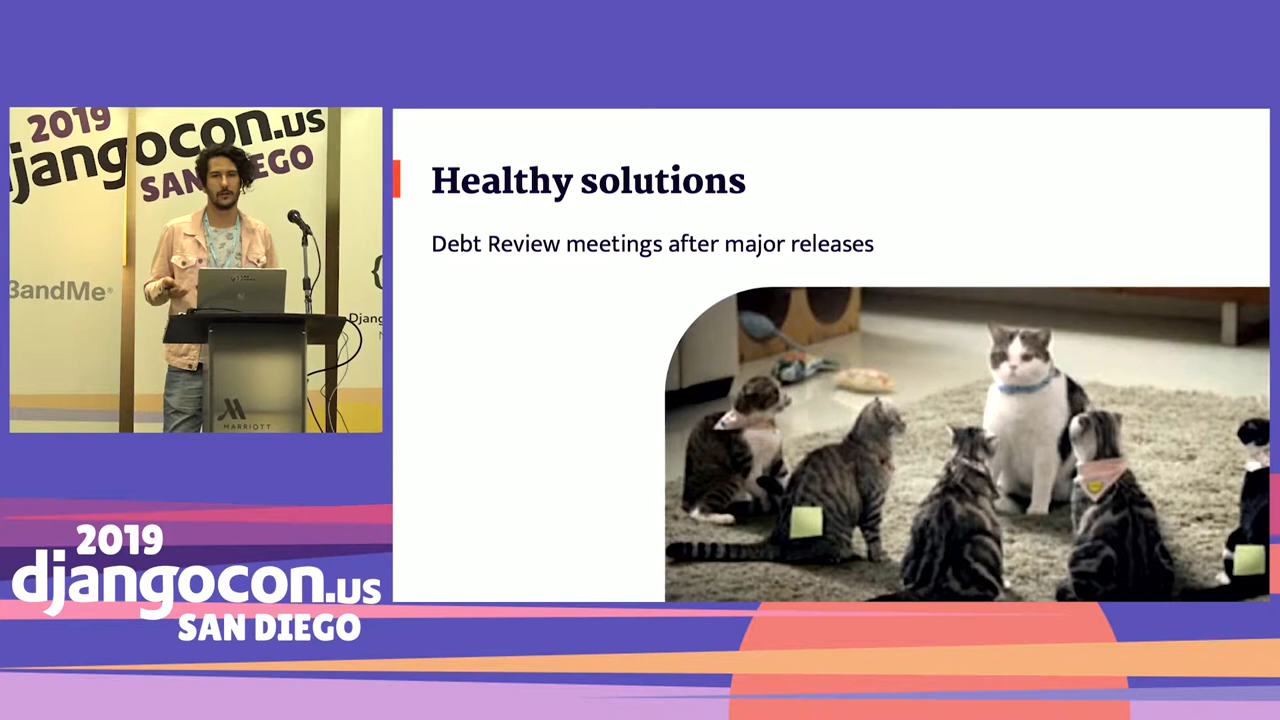 2019
djangocon.us
SAN DIEGO
3andMe
Djang
MARRIOTT
Healthy solutions
Debt Review meetings after major releases
2019
djangocon.us
SAN DIEGO